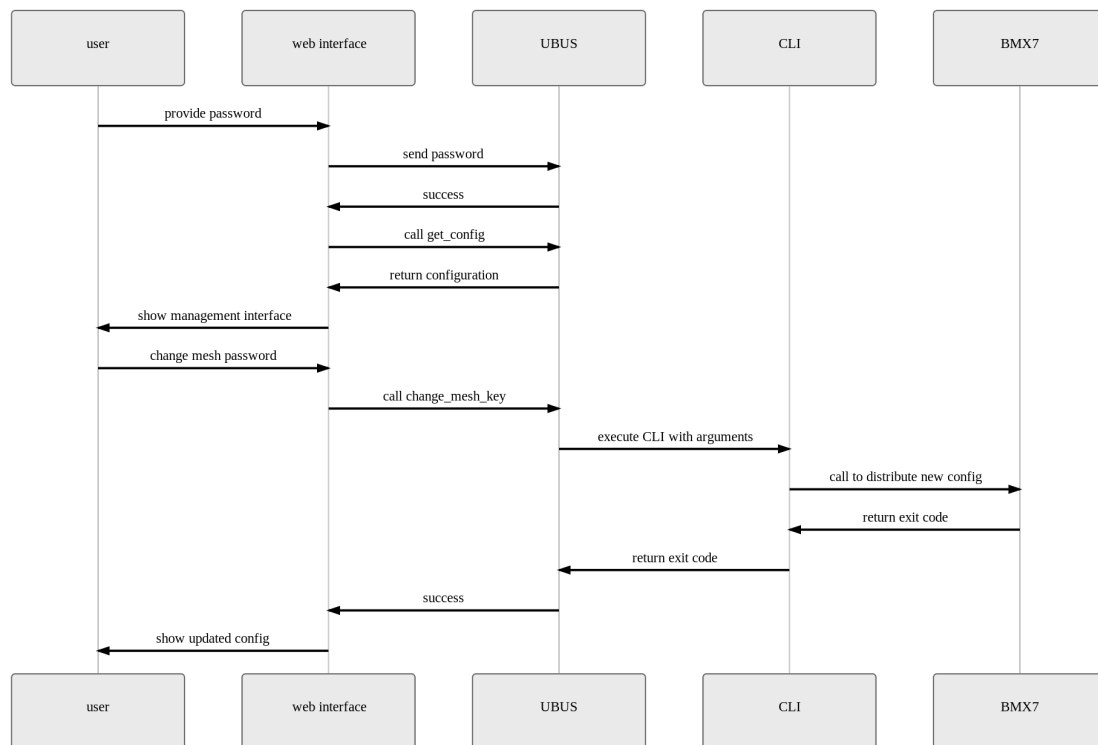 user
web interface
UBUS
CLI
BMX7
provide password
send password
success
call get_config
return configuration
show management interface
change mesh password
call change_mesh_key
execute CLI with arguments
call to distribute new config
return exit code
return exit code
success
show updated config
user
web interface
UBUS
CLI
BMX7